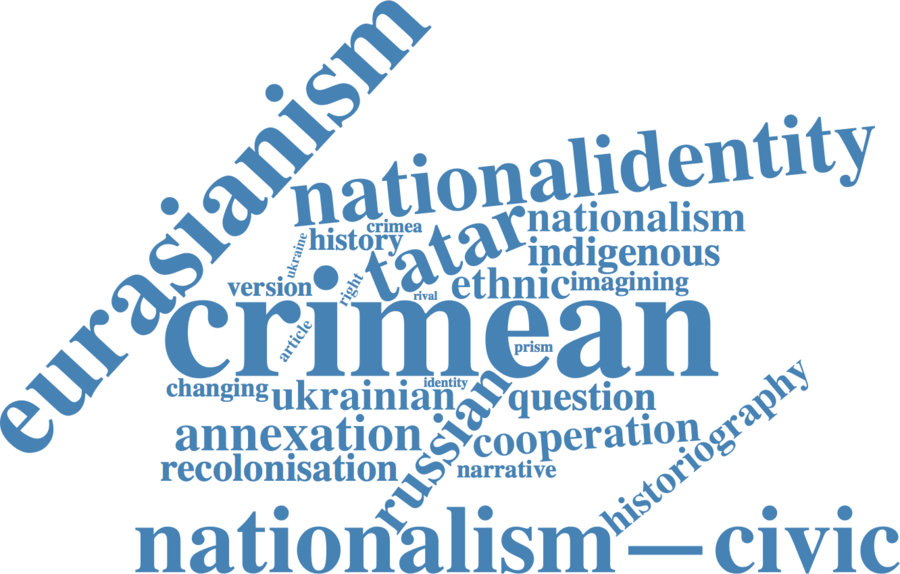 eurasianism
nationalidentity
nationalism
crimea
history
tatar
ukraine
indigenous
ethnic
imagining
version
right
rival
crimean
article
prism
changing
ukrainian
identity
question
russian
annexation
cooperation
historiography
recolonisation
narrative
nationalism — civic